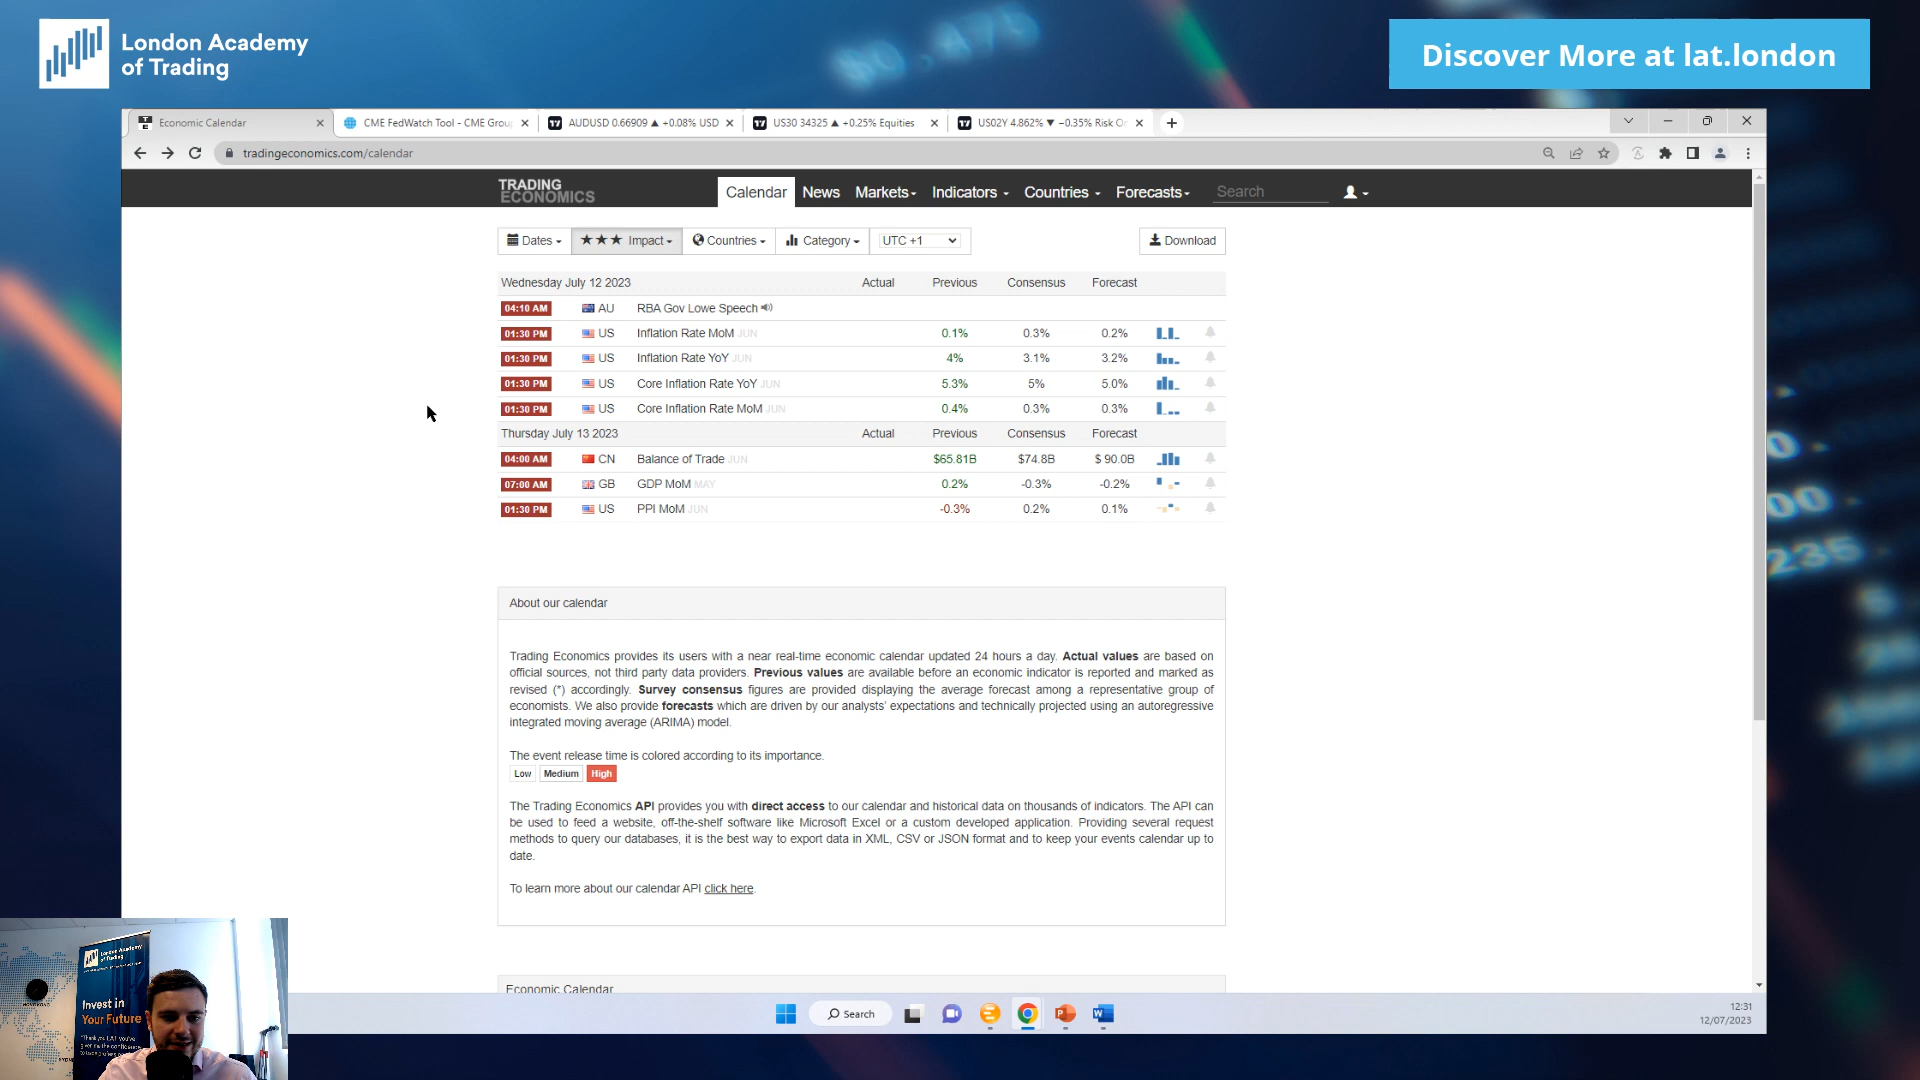 London Academy
of Trading
Discover More at lat.london
Economic Calendar
CME FedWatch Tool - CME Grou
AUDUSD 0.66909 ▲ +0.08% USD
US30 34325 ▲ +0.25% Equities
US02Y 4.862% ▼ −0.35% Risk O
tradingeconomics.com/calendar
TRADING
ECONOMICS
Calendar News Markets Indicators Countries Forecasts Search
Dates Impact Countries Category UTC +1 Download
Wednesday July 12 2023 Actual Previous Consensus Forecast
04:10 AM AU RBA Gov Lowe Speech
01:30 PM US Inflation Rate MoM JUN 0.1% 0.3% 0.2%
01:30 PM US Inflation Rate YoY JUN 4% 3.1% 3.2%
01:30 PM US Core Inflation Rate YoY JUN 5.3% 5% 5.0%
01:30 PM US Core Inflation Rate MoM JUN 0.4% 0.3% 0.3%
Thursday July 13 2023 Actual Previous Consensus Forecast
04:00 AM CN Balance of Trade JUN $65.81B $74.8B $ 90.0B
07:00 AM GB GDP MoM MAY 0.2% -0.3% -0.2%
01:30 PM US PPI MoM JUN -0.3% 0.2% 0.1%
About our calendar
Trading Economics provides its users with a near real-time economic calendar updated 24 hours a day. Actual values are based on
official sources, not third party data providers. Previous values are available before an economic indicator is reported and marked as
revised (*) accordingly. Survey consensus figures are provided displaying the average forecast among a representative group of
economists. We also provide forecasts which are driven by our analysts' expectations and technically projected using an autoregressive
integrated moving average (ARIMA) model.
The event release time is colored according to its importance.
Low Medium High
The Trading Economics API provides you with direct access to our calendar and historical data on thousands of indicators. The API can
be used to feed a website, off-the-shelf software like Microsoft Excel or a custom developed application. Providing several request
methods to query our databases, it is the best way to export data in XML, CSV or JSON format and to keep your events calendar up to
date.
To learn more about our calendar API click here.
Economic Calendar
Search
12:31
12/07/2023
London Academy
of Trading
Invest in
Your Future